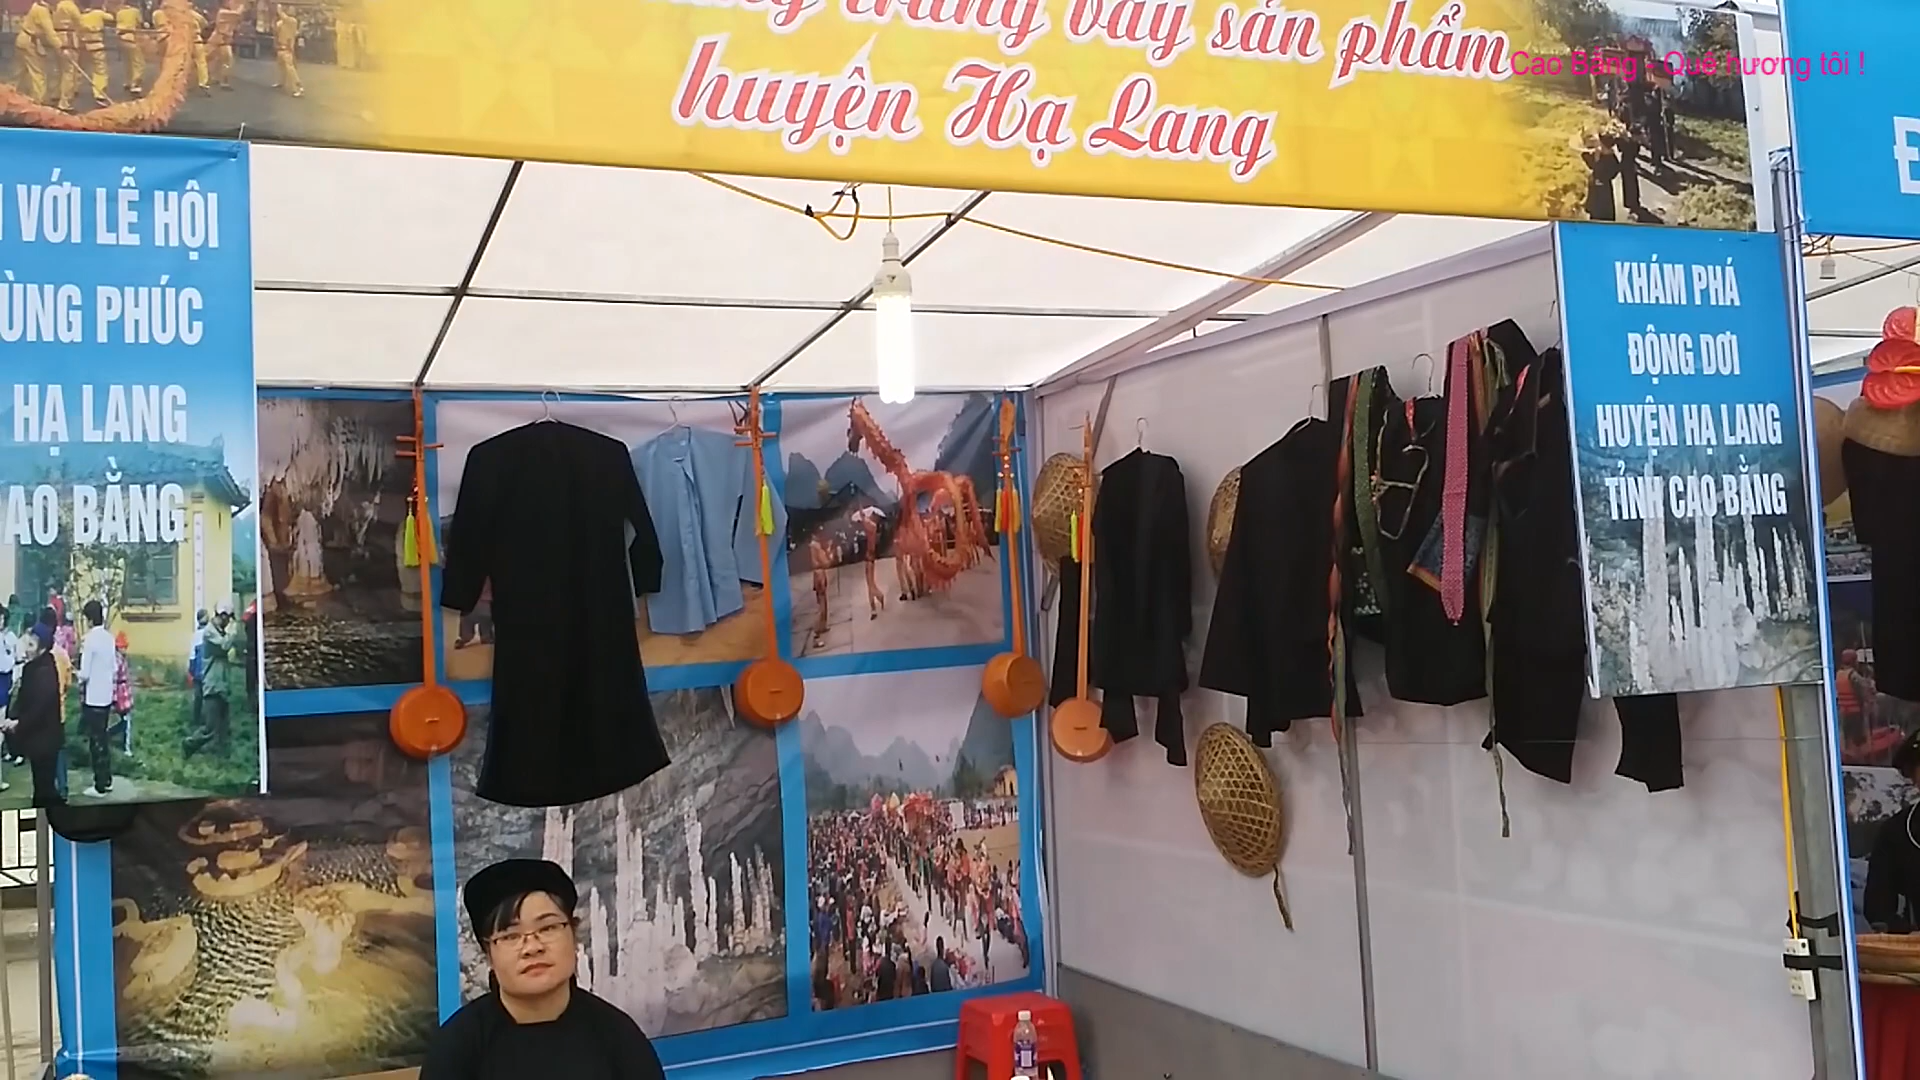 trưng bày sản phẩm
huyện Hạ Lang
Cao Bằng - Quê hương tôi !
VỚI LỄ HỘI
ÙNG PHÚC
HẠ LANG
AO BẰNG
KHÁM PHÁ
ĐỘNG DƠI
HUYỆN HẠ LANG
TỈNH CAO BẰNG
Đ